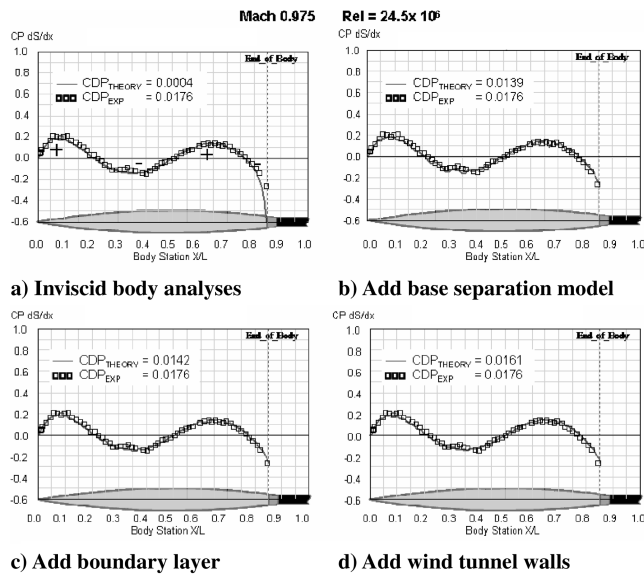 Mach 0.975 Rel = 24.5x 10⁶
CP dS/dx
1.0
0.8
0.6
0.4
0.2
0.0
-0.2
-0.4
-0.6
End_of_Body
CDP_THEORY = 0.0004
CDP_EXP = 0.0176
+ - + -
0.0 0.1 0.2 0.3 0.4 0.5 0.6 0.7 0.8 0.9 1.0
Body Station X/L
a) Inviscid body analyses
CP dS/dx
1.0
0.8
0.6
0.4
0.2
0.0
-0.2
-0.4
-0.6
End_of_Body
CDP_THEORY = 0.0139
CDP_EXP = 0.0176
0.0 0.1 0.2 0.3 0.4 0.5 0.6 0.7 0.8 0.9 1.0
Body Station X/L
b) Add base separation model
CP dS/dx
1.0
0.8
0.6
0.4
0.2
0.0
-0.2
-0.4
-0.6
End_of_Body
CDP_THEORY = 0.0142
CDP_EXP = 0.0176
0.0 0.1 0.2 0.3 0.4 0.5 0.6 0.7 0.8 0.9 1.0
Body Station X/L
c) Add boundary layer
CP dS/dx
1.0
0.8
0.6
0.4
0.2
0.0
-0.2
-0.4
-0.6
End_of_Body
CDP_THEORY = 0.0161
CDP_EXP = 0.0176
0.0 0.1 0.2 0.3 0.4 0.5 0.6 0.7 0.8 0.9 1.0
Body Station X/L
d) Add wind tunnel walls